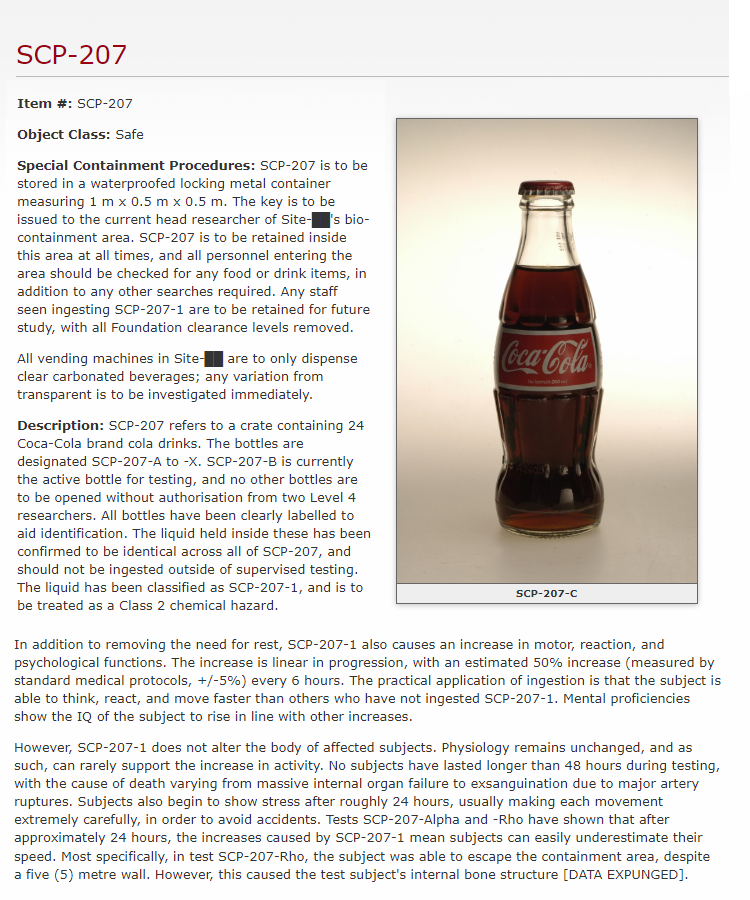 SCP-207
Item #: SCP-207
Object Class: Safe
Special Containment Procedures: SCP-207 is to be
stored in a waterproofed locking metal container
measuring 1 m x 0.5 m x 0.5 m. The key is to be
issued to the current head researcher of Site-██'s bio-
containment area. SCP-207 is to be retained inside
this area at all times, and all personnel entering the
area should be checked for any food or drink items, in
addition to any other searches required. Any staff
seen ingesting SCP-207-1 are to be retained for future
study, with all Foundation clearance levels removed.
All vending machines in Site-██ are to only dispense
clear carbonated beverages; any variation from
transparent is to be investigated immediately.
Description: SCP-207 refers to a crate containing 24
Coca-Cola brand cola drinks. The bottles are
designated SCP-207-A to -X. SCP-207-B is currently
the active bottle for testing, and no other bottles are
to be opened without authorisation from two Level 4
researchers. All bottles have been clearly labelled to
aid identification. The liquid held inside these has been
confirmed to be identical across all of SCP-207, and
should not be ingested outside of supervised testing.
The liquid has been classified as SCP-207-1, and is to
be treated as a Class 2 chemical hazard.
Coca-Cola
SCP-207-C
In addition to removing the need for rest, SCP-207-1 also causes an increase in motor, reaction, and
psychological functions. The increase is linear in progression, with an estimated 50% increase (measured by
standard medical protocols, +/-5%) every 6 hours. The practical application of ingestion is that the subject is
able to think, react, and move faster than others who have not ingested SCP-207-1. Mental proficiencies
show the IQ of the subject to rise in line with other increases.
However, SCP-207-1 does not alter the body of affected subjects. Physiology remains unchanged, and as
such, can rarely support the increase in activity. No subjects have lasted longer than 48 hours during testing,
with the cause of death varying from massive internal organ failure to exsanguination due to major artery
ruptures. Subjects also begin to show stress after roughly 24 hours, usually making each movement
extremely carefully, in order to avoid accidents. Tests SCP-207-Alpha and -Rho have shown that after
approximately 24 hours, the increases caused by SCP-207-1 mean subjects can easily underestimate their
speed. Most specifically, in test SCP-207-Rho, the subject was able to escape the containment area, despite
a five (5) metre wall. However, this caused the test subject's internal bone structure [DATA EXPUNGED].